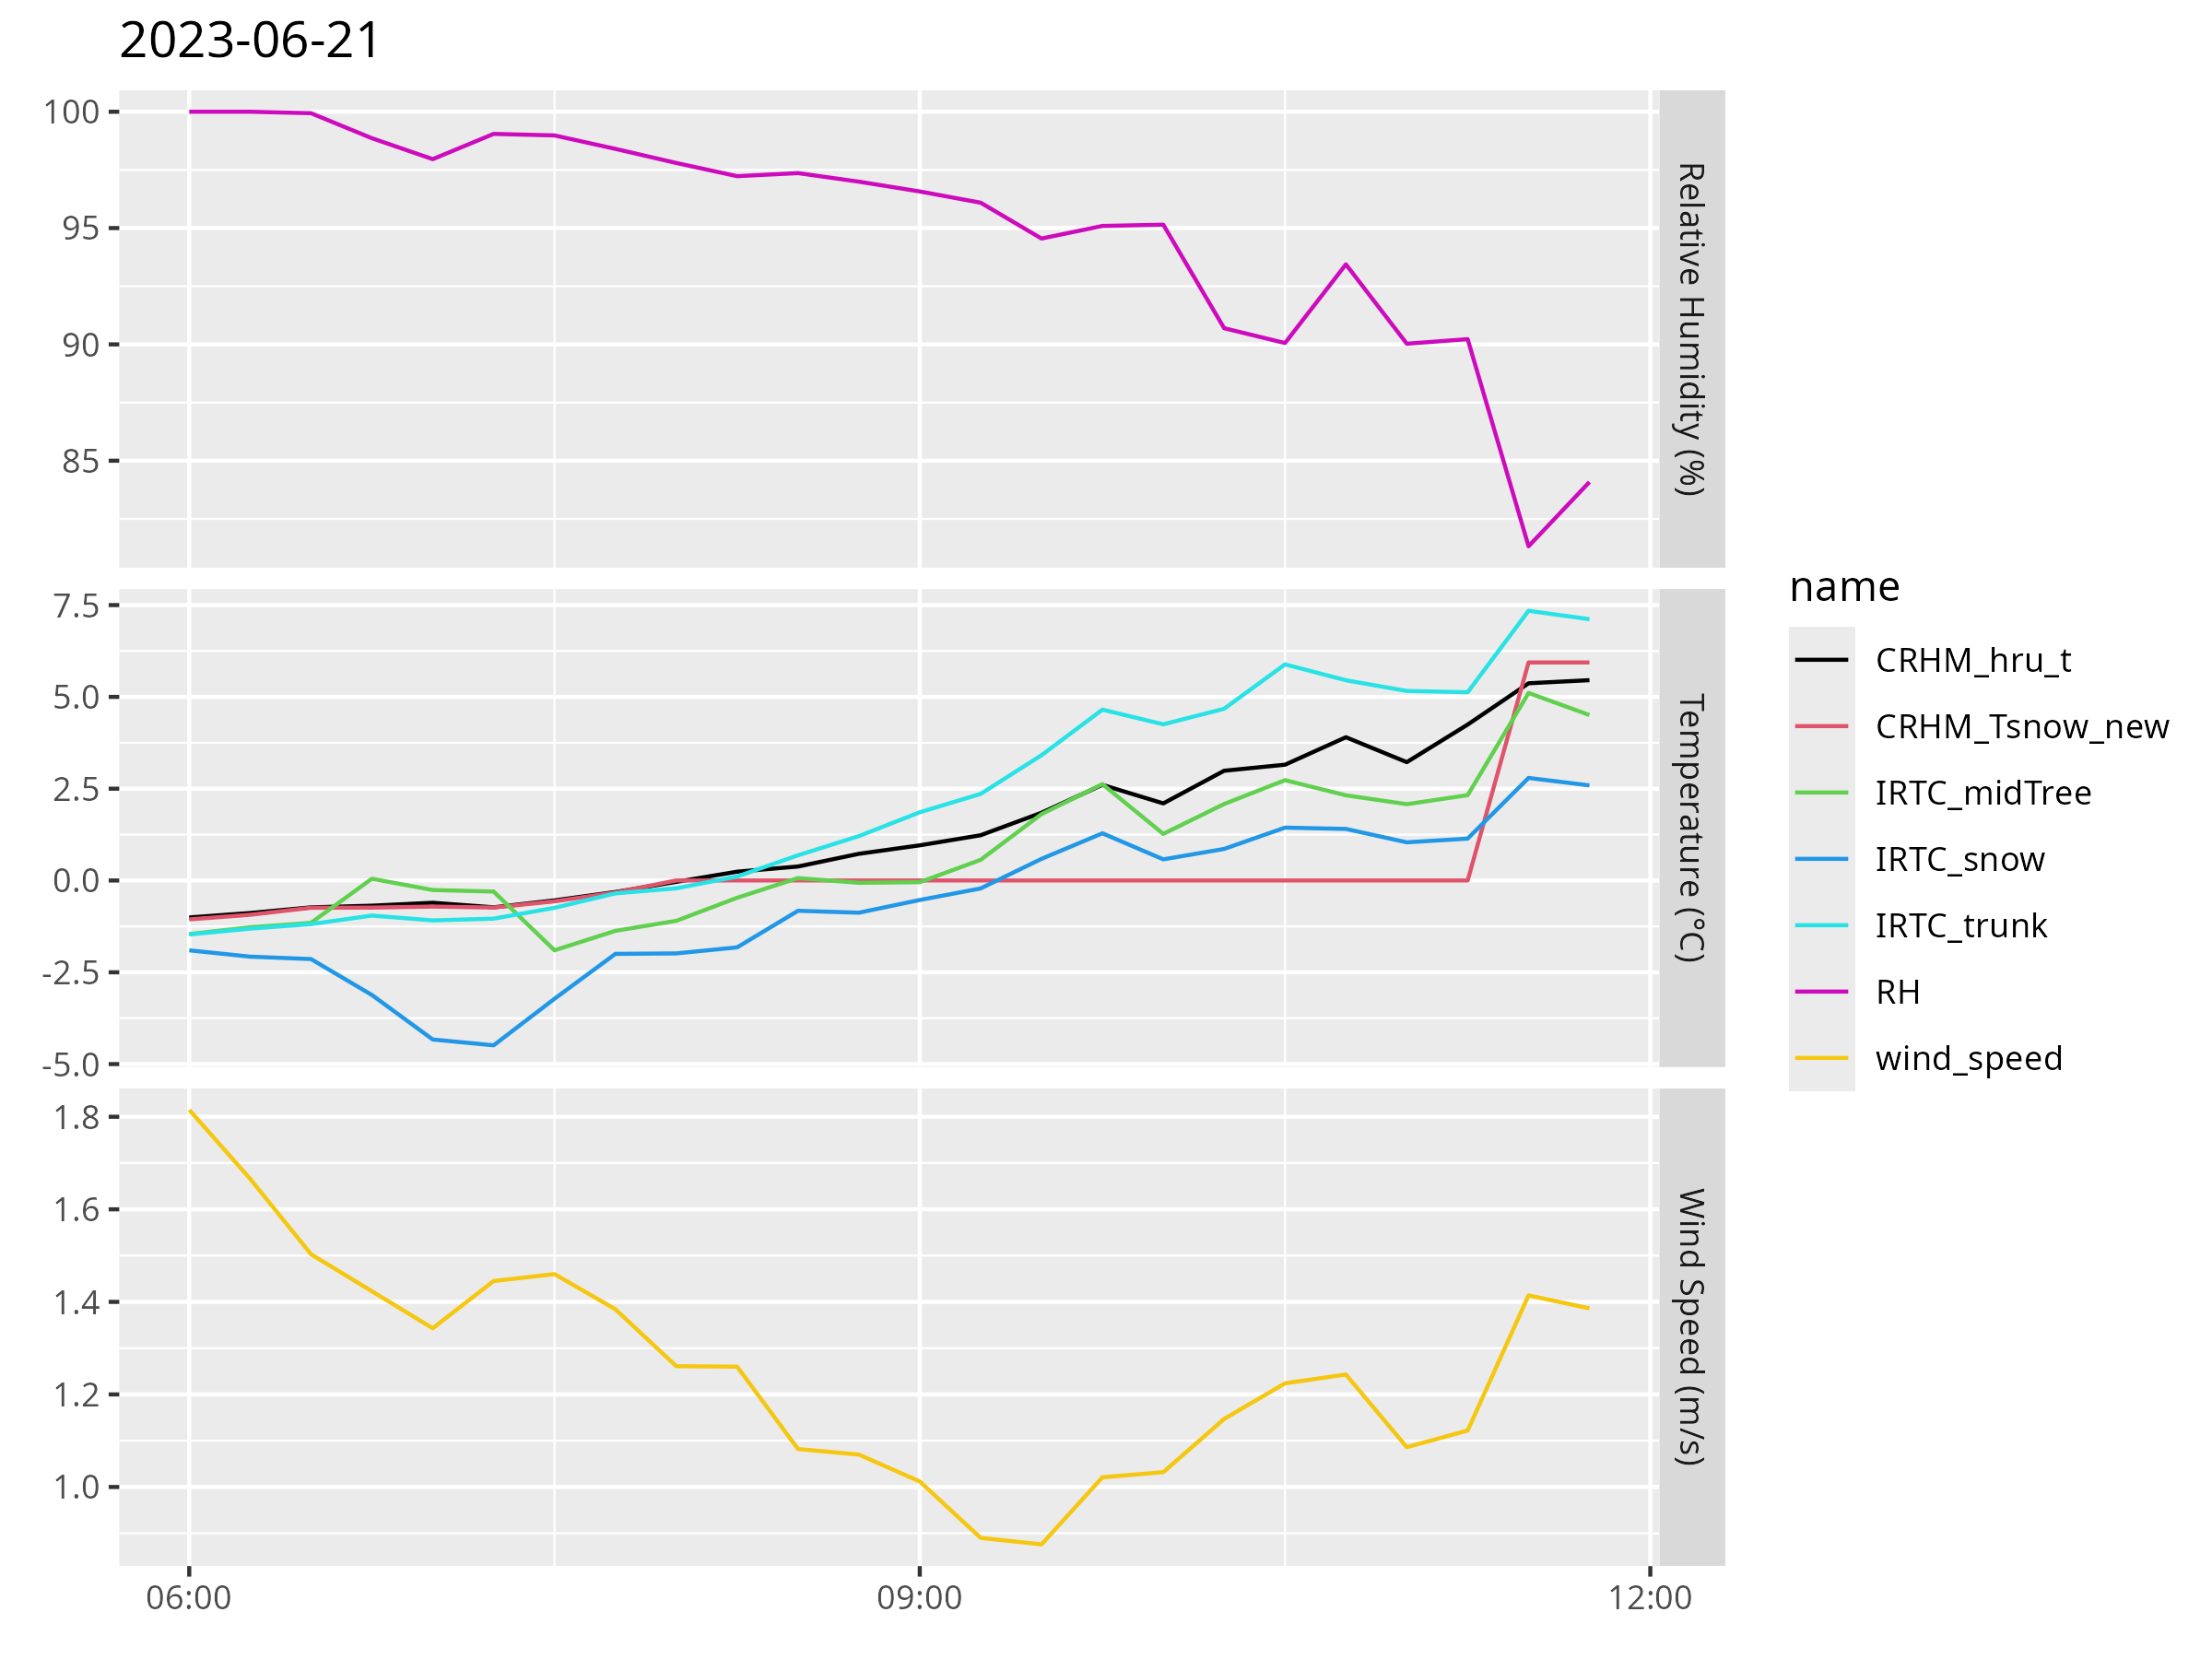 2023-06-21
100
95
90
85
Relative Humidity (%)
7.5
5.0
2.5
0.0
-2.5
-5.0
Temperature (°C)
1.8
1.6
1.4
1.2
1.0
Wind Speed (m/s)
06:00
09:00
12:00
name
CRHM_hru_t
CRHM_Tsnow_new
IRTC_midTree
IRTC_snow
IRTC_trunk
RH
wind_speed